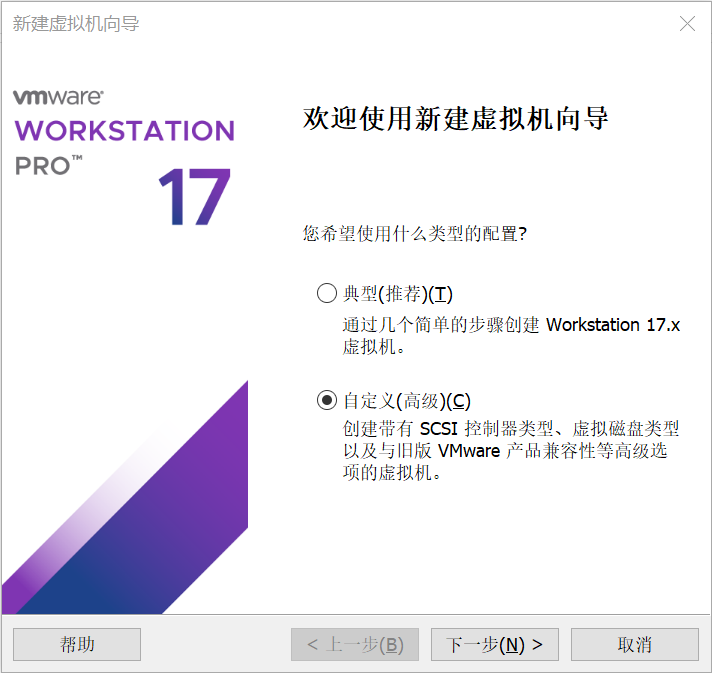 新建虚拟机向导
vmware
WORKSTATION
PRO™
17
欢迎使用新建虚拟机向导
您希望使用什么类型的配置?
典型(推荐)(T)
通过几个简单的步骤创建 Workstation 17.x
虚拟机。
自定义(高级)(C)
创建带有 SCSI 控制器类型、虚拟磁盘类型
以及与旧版 VMware 产品兼容性等高级选
项的虚拟机。
帮助
< 上一步(B)
下一步(N) >
取消